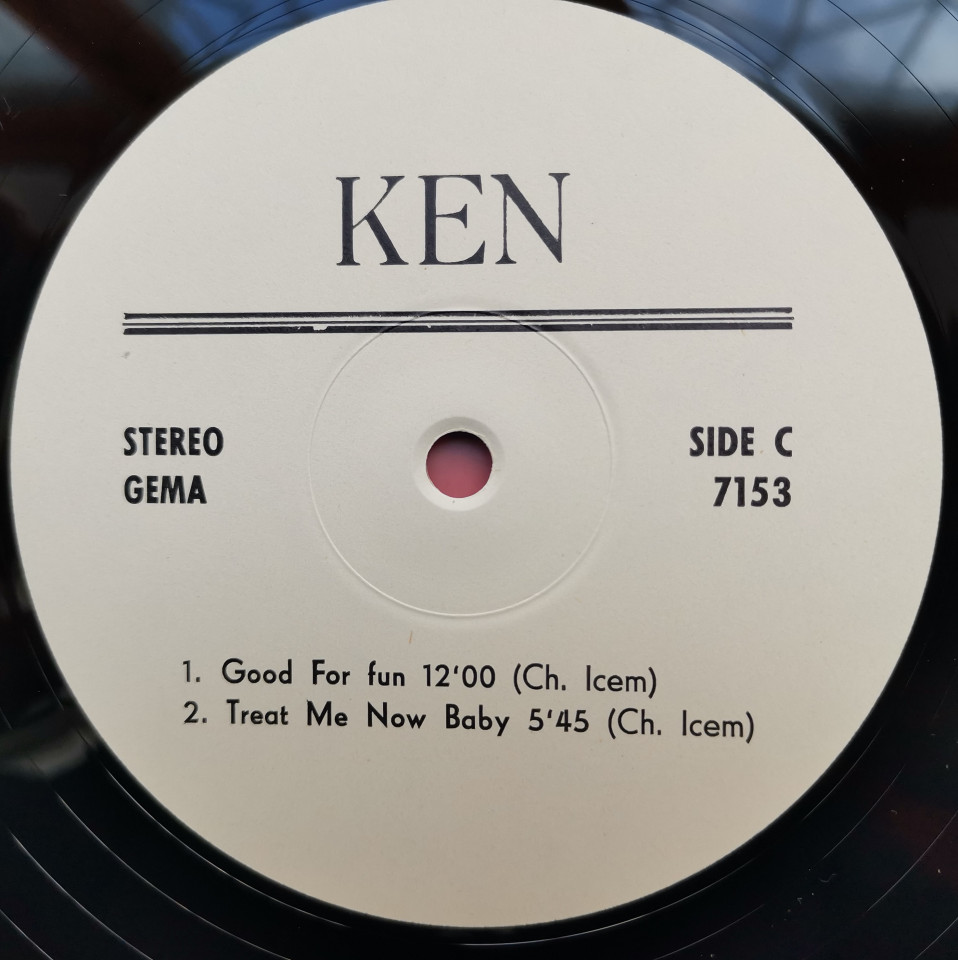 KEN
STEREO SIDE C
GEMA 7153
1. Good For fun 12'00 (Ch. Icem)
2. Treat Me Now Baby 5'45 (Ch. Icem)